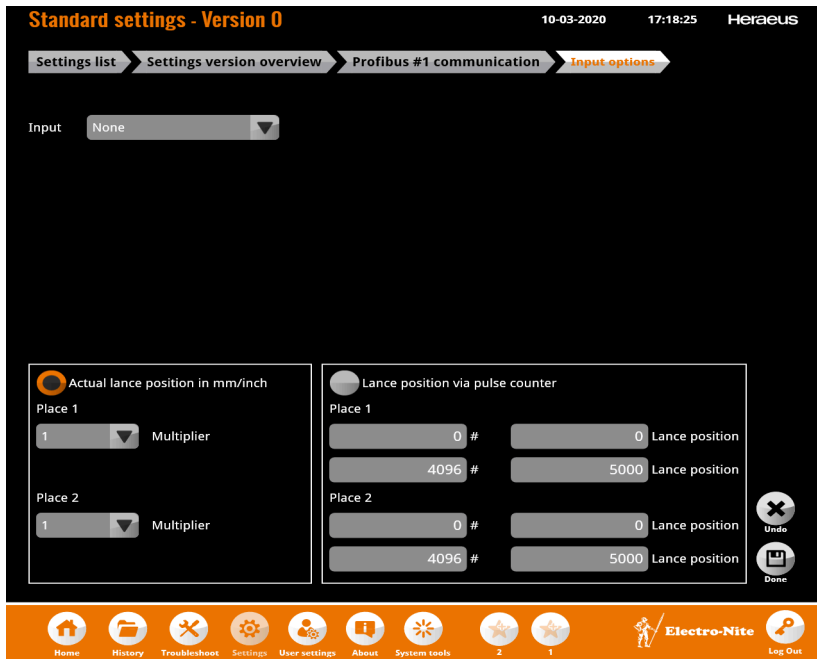 Standard settings - Version 0
10-03-2020 17:18:25 Heraeus
Settings list Settings version overview Profibus #1 communication Input options
Input None
Actual lance position in mm/inch
Place 1
1 Multiplier
Place 2
1 Multiplier
Lance position via pulse counter
Place 1
0 # 0 Lance position
4096 # 5000 Lance position
Place 2
0 # 0 Lance position
4096 # 5000 Lance position
Undo
Done
Home History Troubleshoot Settings User settings About System tools 2 1 Electro-Nite Log Out